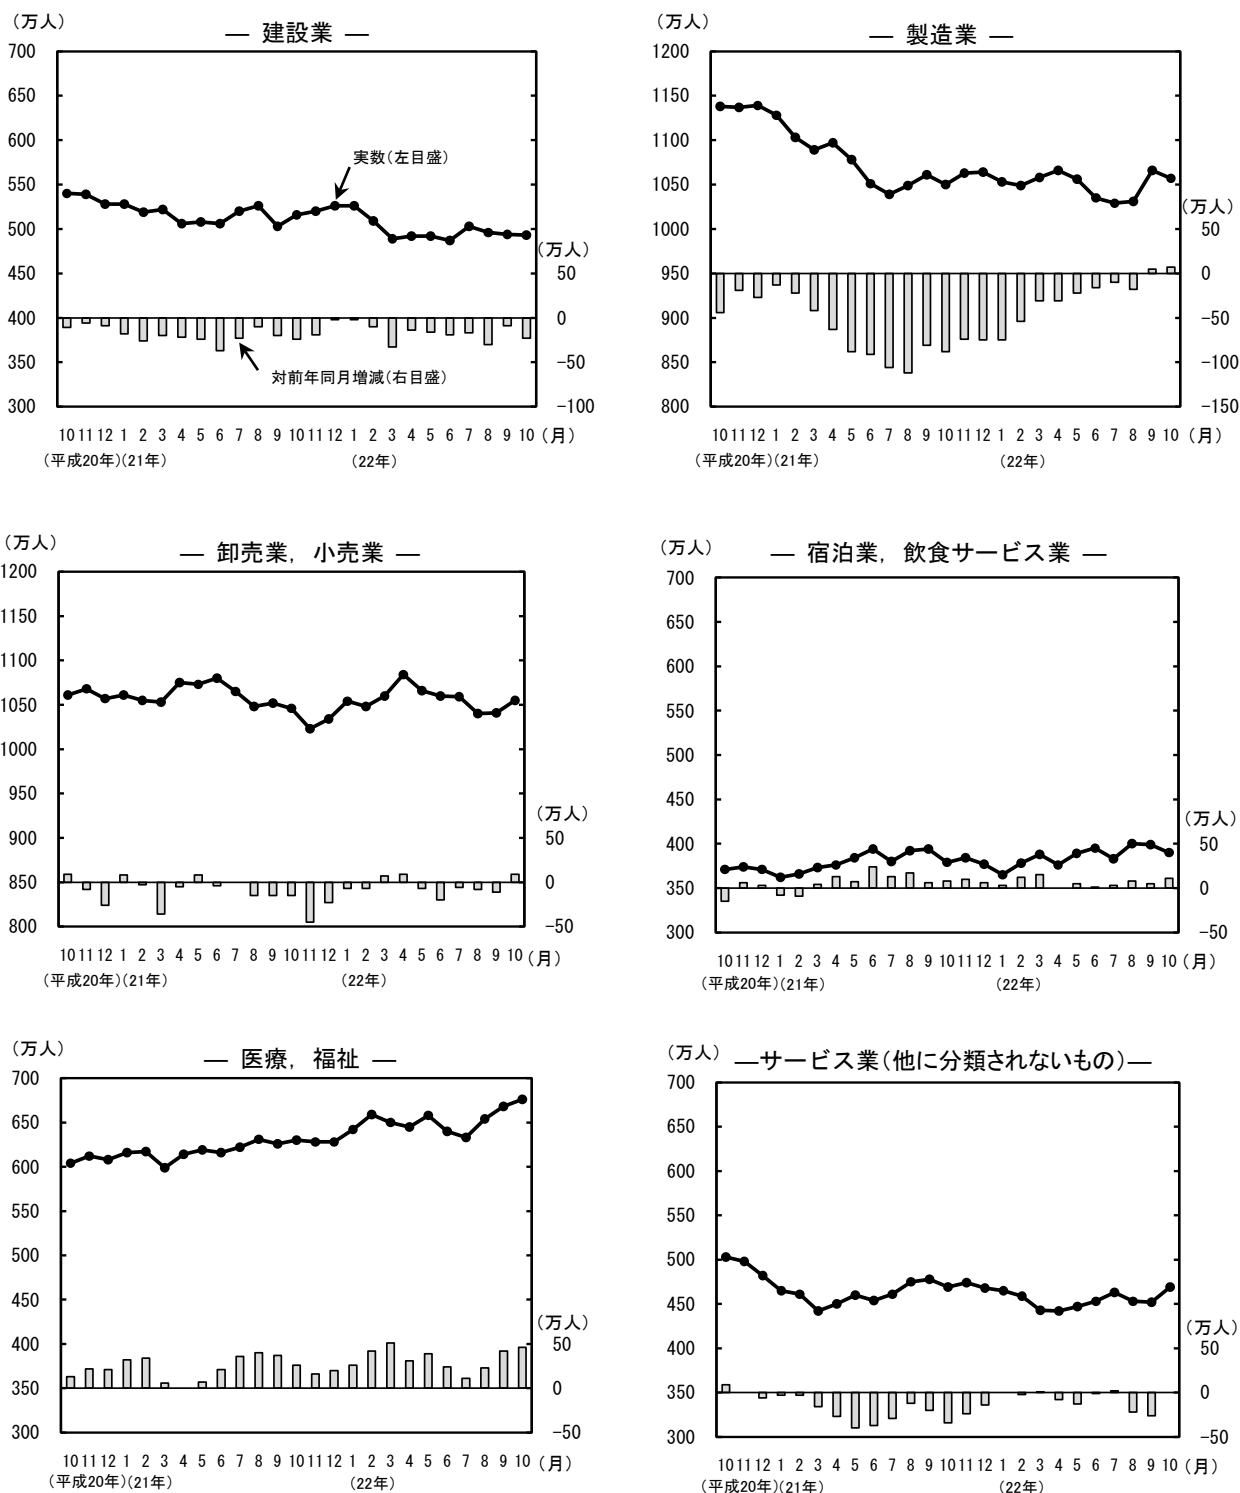 （万人）
― 建設業 ―
700
650
600
550
500
450
400
350
300
実数（左目盛）
対前年同月増減（右目盛）
（万人）
50
0
-50
-100
10 11 12 1 2 3 4 5 6 7 8 9 10 11 12 1 2 3 4 5 6 7 8 9 10 （月）
（平成20年）（21年） （22年）
（万人）
― 製造業 ―
1200
1150
1100
1050
1000
950
900
850
800
（万人）
50
0
-50
-100
-150
10 11 12 1 2 3 4 5 6 7 8 9 10 11 12 1 2 3 4 5 6 7 8 9 10 （月）
（平成20年）（21年） （22年）
（万人）
― 卸売業，小売業 ―
1200
1150
1100
1050
1000
950
900
850
800
（万人）
50
0
-50
10 11 12 1 2 3 4 5 6 7 8 9 10 11 12 1 2 3 4 5 6 7 8 9 10 （月）
（平成20年）（21年） （22年）
（万人）
― 宿泊業，飲食サービス業 ―
700
650
600
550
500
450
400
350
300
（万人）
50
0
-50
10 11 12 1 2 3 4 5 6 7 8 9 10 11 12 1 2 3 4 5 6 7 8 9 10 （月）
（平成20年）（21年） （22年）
（万人）
― 医療，福祉 ―
700
650
600
550
500
450
400
350
300
（万人）
50
0
-50
10 11 12 1 2 3 4 5 6 7 8 9 10 11 12 1 2 3 4 5 6 7 8 9 10 （月）
（平成20年）（21年） （22年）
（万人）
―サービス業（他に分類されないもの）―
700
650
600
550
500
450
400
350
300
（万人）
50
0
-50
10 11 12 1 2 3 4 5 6 7 8 9 10 11 12 1 2 3 4 5 6 7 8 9 10 （月）
（平成20年）（21年） （22年）